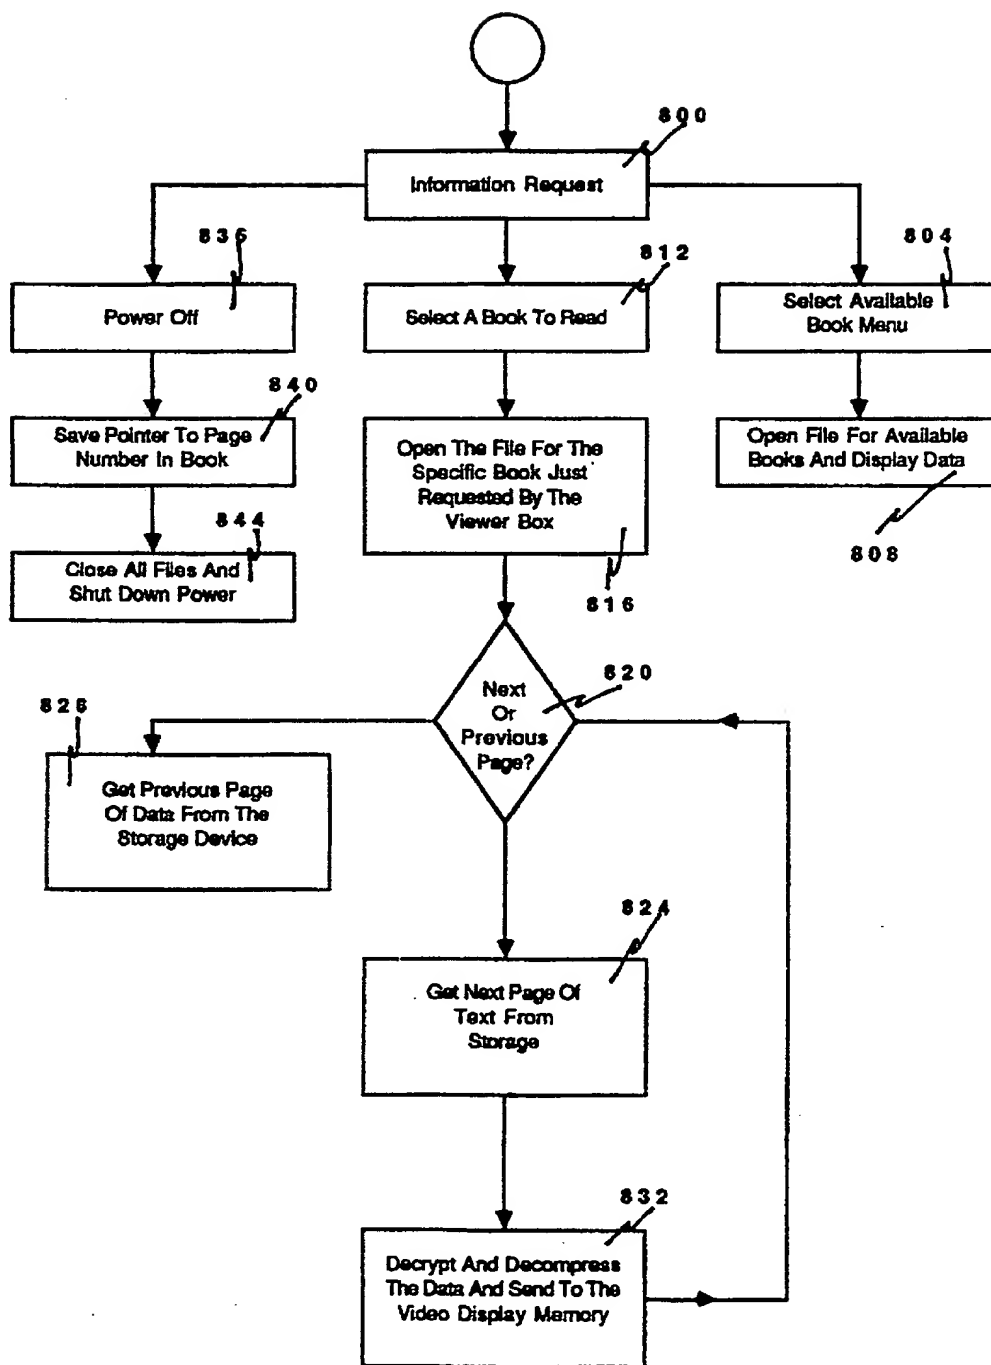 800
Information Request
836
812
804
Power Off
Select A Book To Read
Select Available
Book Menu
840
Save Pointer To Page
Number In Book
Open The File For The
Specific Book Just
Requested By The
Viewer Box
Open File For Available
Books And Display Data
844
808
Close All Files And
Shut Down Power
816
820
Next
Or
Previous
Page?
828
Get Previous Page
Of Data From The
Storage Device
824
Get Next Page Of
Text From
Storage
832
Decrypt And Decompress
The Data And Send To The
Video Display Memory